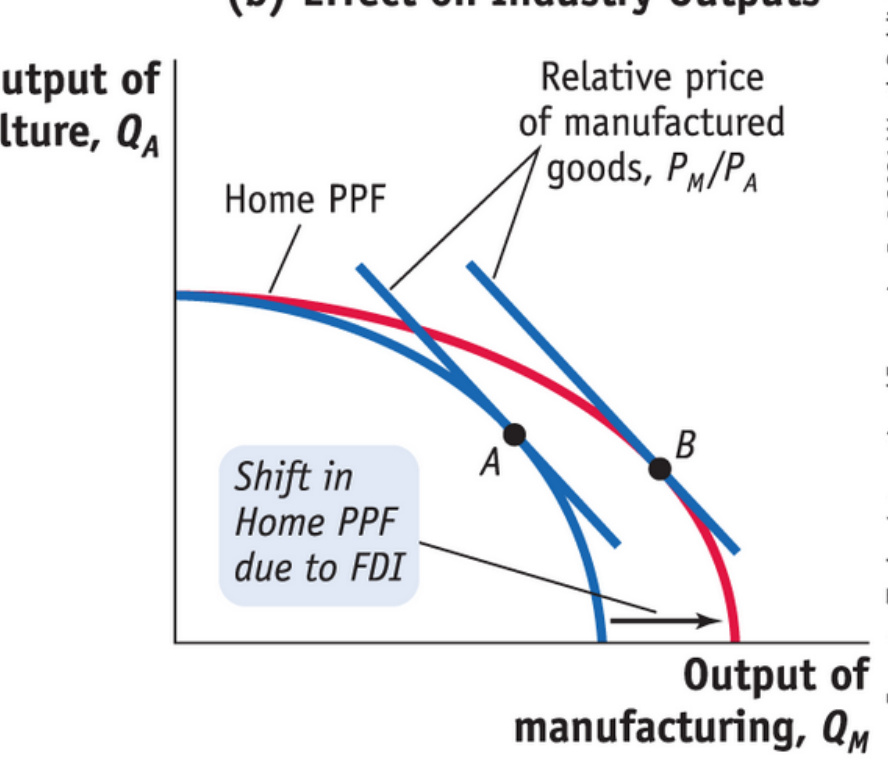 (b) Effect on Industry Outputs
utput of
lture, Q_A
Relative price
of manufactured
goods, P_M/P_A
Home PPF
A
B
Shift in
Home PPF
due to FDI
Output of
manufacturing, Q_M